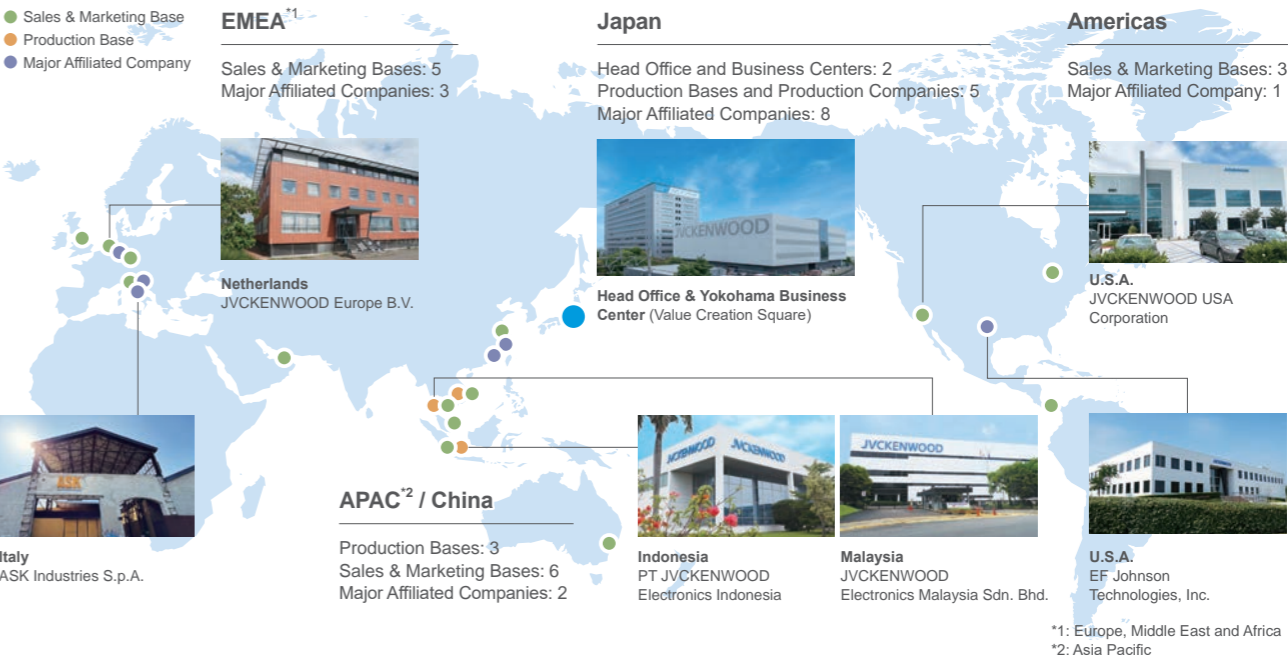 Sales & Marketing Base
Production Base
Major Affiliated Company
EMEA*1
Sales & Marketing Bases: 5
Major Affiliated Companies: 3
Netherlands
JVCKENWOOD Europe B.V.
ASK
Italy
ASK Industries S.p.A.
Japan
Head Office and Business Centers: 2
Production Bases and Production Companies: 5
Major Affiliated Companies: 8
JVCKENWOOD
Head Office & Yokohama Business
Center (Value Creation Square)
APAC*2 / China
Production Bases: 3
Sales & Marketing Bases: 6
Major Affiliated Companies: 2
JVCKENWOOD
JVCKENWOOD
Indonesia
PT JVCKENWOOD
Electronics Indonesia
JVCKENWOOD
Malaysia
JVCKENWOOD
Electronics Malaysia Sdn. Bhd.
Americas
Sales & Marketing Bases: 3
Major Affiliated Company: 1
U.S.A.
JVCKENWOOD USA
Corporation
U.S.A.
EF Johnson
Technologies, Inc.
*1: Europe, Middle East and Africa
*2: Asia Pacific